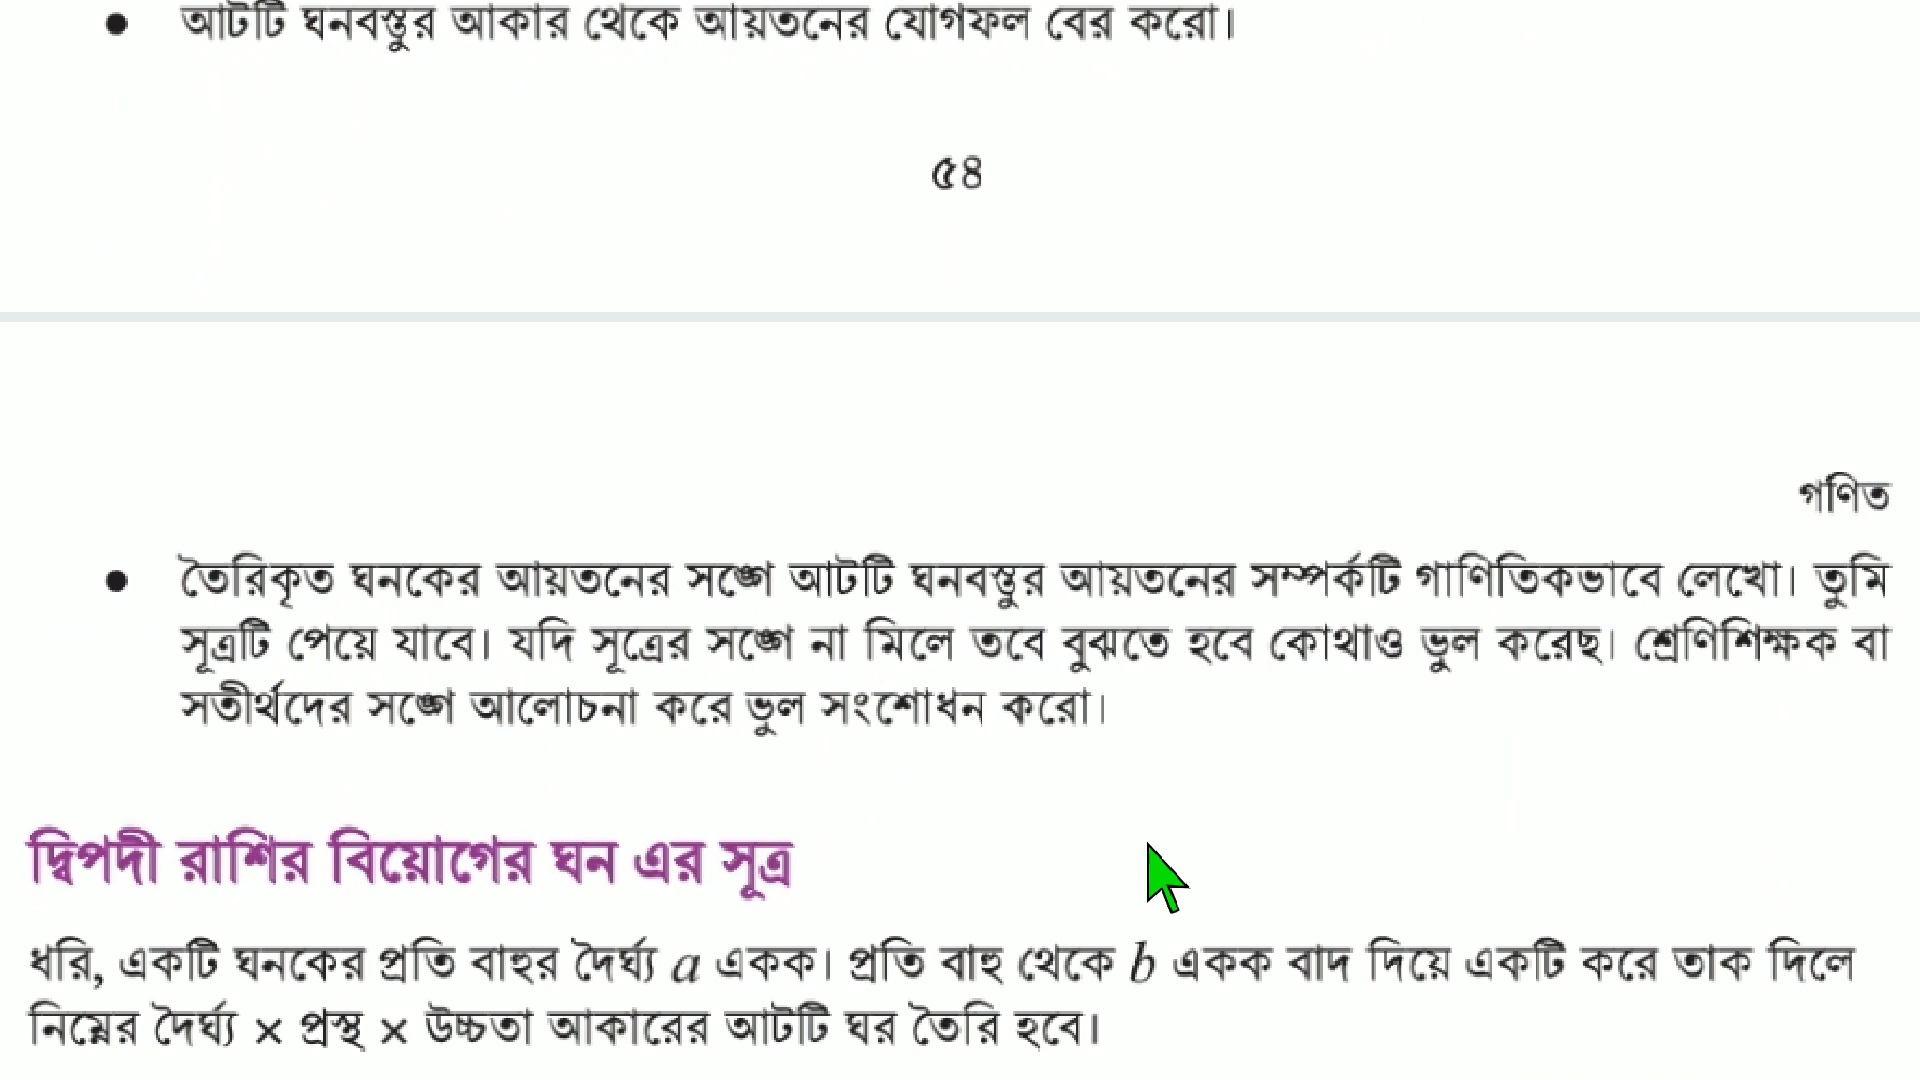 ● আটটি ঘনবস্তুর আকার থেকে আয়তনের যোগফল বের করো।
৫৪
গণিত
● তৈরিকৃত ঘনকের আয়তনের সঙ্গে আটটি ঘনবস্তুর আয়তনের সম্পর্কটি গাণিতিকভাবে লেখো। তুমি
সূত্রটি পেয়ে যাবে। যদি সূত্রের সঙ্গে না মিলে তবে বুঝতে হবে কোথাও ভুল করেছ। শ্রেণিশিক্ষক বা
সতীর্থদের সঙ্গে আলোচনা করে ভুল সংশোধন করো।
দ্বিপদী রাশির বিয়োগের ঘন এর সূত্র
ধরি, একটি ঘনকের প্রতি বাহুর দৈর্ঘ্য a একক। প্রতি বাহু থেকে b একক বাদ দিয়ে একটি করে তাক দিলে
নিম্নের দৈর্ঘ্য × প্রস্থ × উচ্চতা আকারের আটটি ঘর তৈরি হবে।